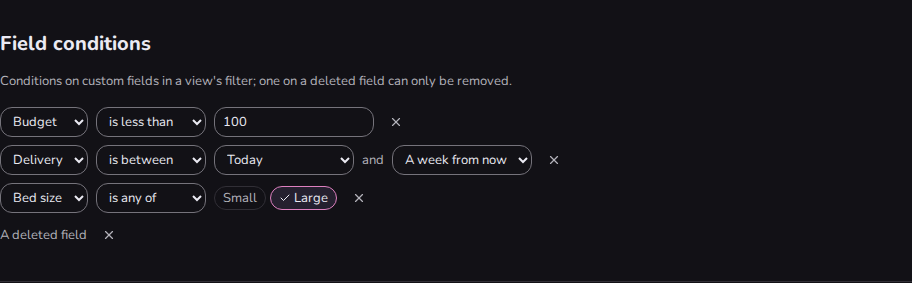 Field conditions
Conditions on custom fields in a view's filter; one on a deleted field can only be removed.
Budget is less than 100
Delivery is between Today and A week from now
Bed size is any of Small Large
A deleted field